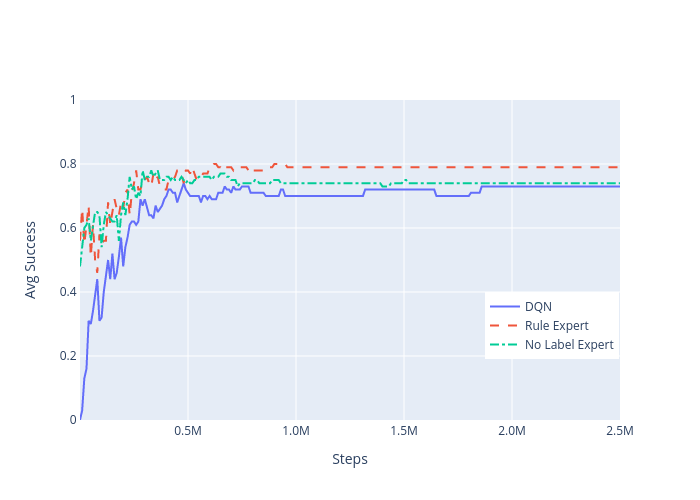 1
0.8
0.6
0.4
0.2
0
Avg Success
DQN
Rule Expert
No Label Expert
0.5M
1.0M
1.5M
2.0M
2.5M
Steps